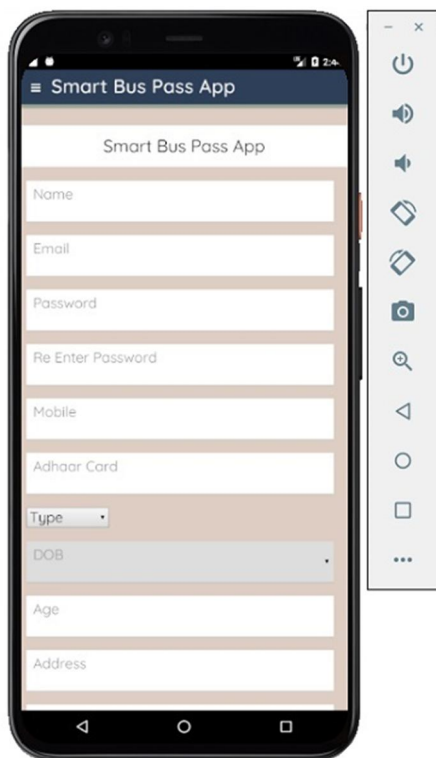 ≡ Smart Bus Pass App
Smart Bus Pass App
Name
Email
Password
Re Enter Password
Mobile
Adhaar Card
Type
DOB
Age
Address